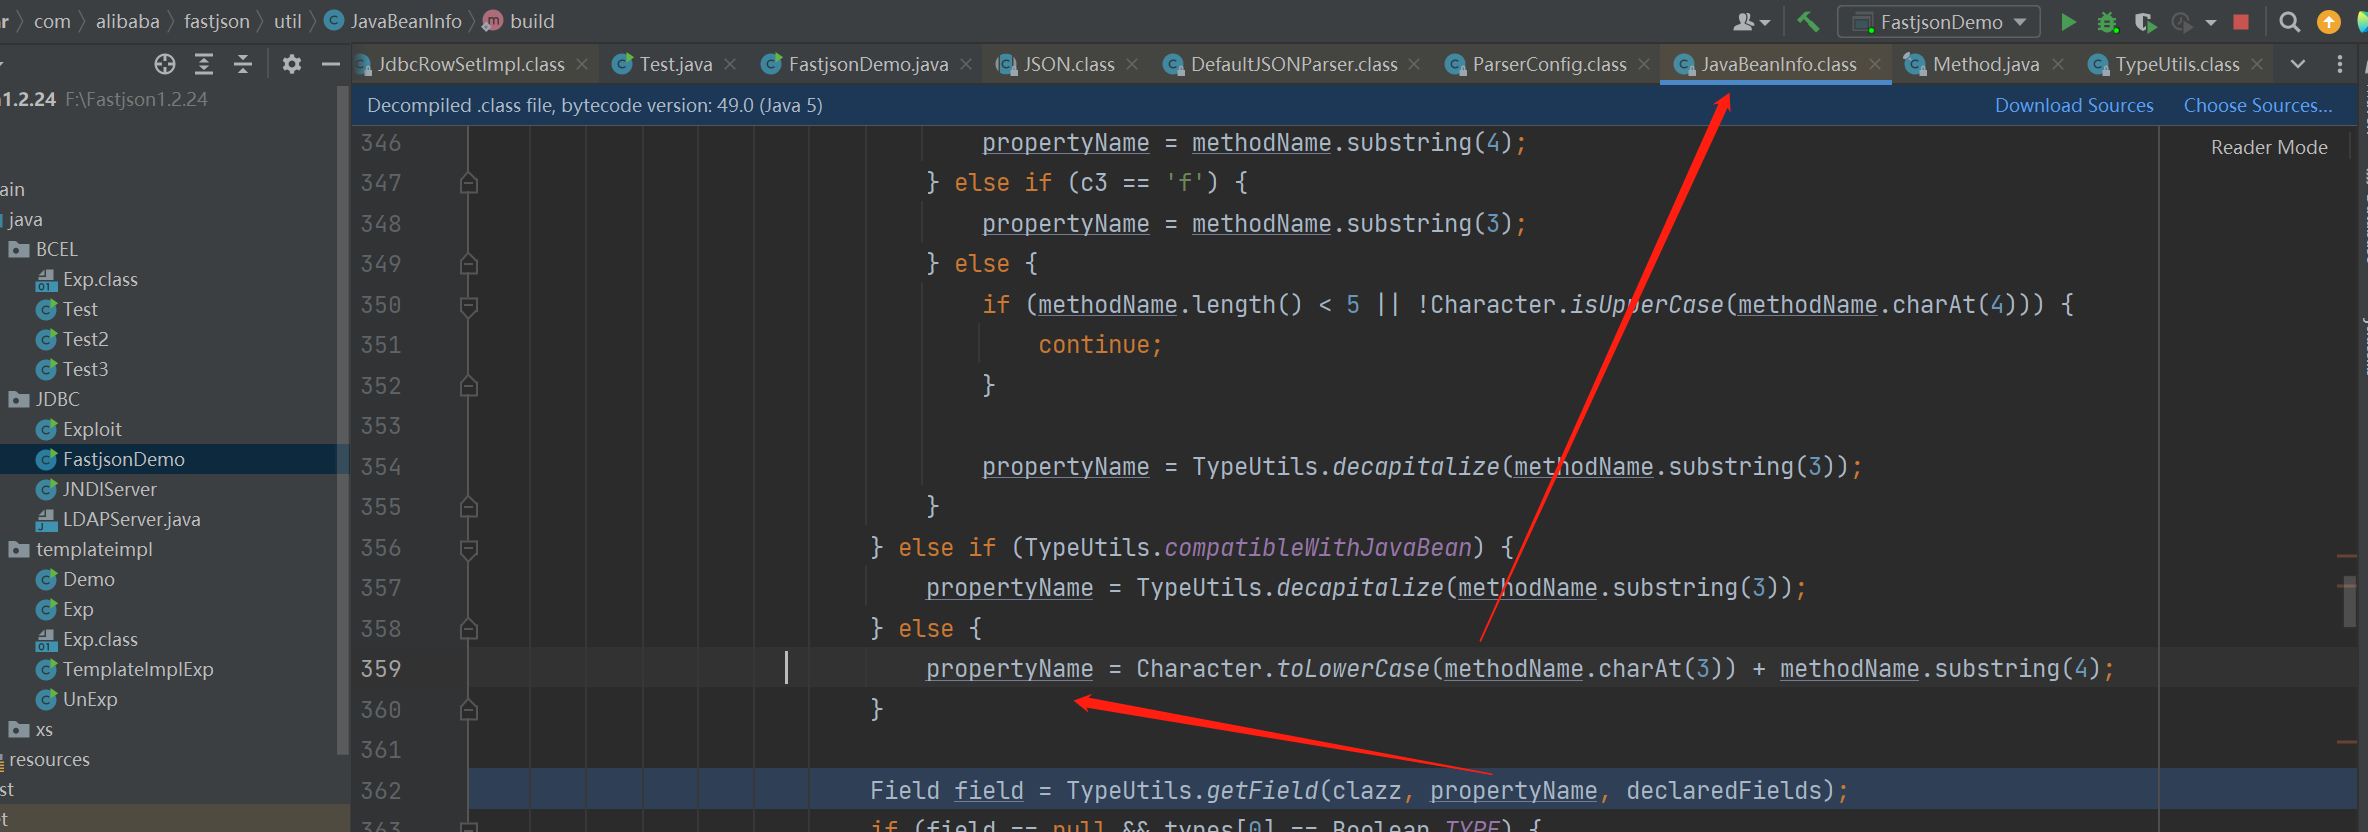 com alibaba fastjson util JavaBeanInfo build FastjsonDemo
JdbcRowSetImpl.class Test.java FastjsonDemo.java JSON.class DefaultJSONParser.class ParserConfig.class JavaBeanInfo.class Method.java TypeUtils.class
1.2.24 F:\Fastjson1.2.24
Decompiled .class file, bytecode version: 49.0 (Java 5) Download Sources Choose Sources...
Reader Mode
ain
java
BCEL
Exp.class
Test
Test2
Test3
JDBC
Exploit
FastjsonDemo
JNDIServer
LDAPServer.java
templateimpl
Demo
Exp
Exp.class
TemplateImplExp
UnExp
xs
resources
st
346 propertyName = methodName.substring(4);
347 } else if (c3 == 'f') {
348 propertyName = methodName.substring(3);
349 } else {
350 if (methodName.length() < 5 || !Character.isUpperCase(methodName.charAt(4))) {
351 continue;
352 }
353
354 propertyName = TypeUtils.decapitalize(methodName.substring(3));
355 }
356 } else if (TypeUtils.compatibleWithJavaBean) {
357 propertyName = TypeUtils.decapitalize(methodName.substring(3));
358 } else {
359 propertyName = Character.toLowerCase(methodName.charAt(3)) + methodName.substring(4);
360 }
361
362 Field field = TypeUtils.getField(clazz, propertyName, declaredFields);
363 if (field == null && types[0] == Boolean.TYPE) {